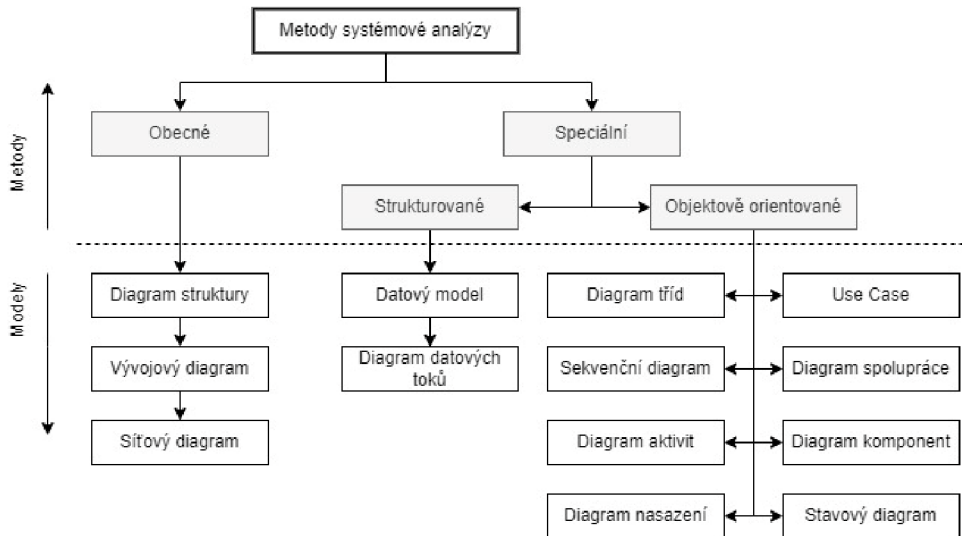 Metody systémové analýzy
Metody
Obecné
Speciální
Strukturované
Objektově orientované
Modely
Diagram struktury
Datový model
Diagram tříd
Use Case
Vývojový diagram
Diagram datových
toků
Sekvenční diagram
Diagram spolupráce
Síťový diagram
Diagram aktivit
Diagram komponent
Diagram nasazení
Stavový diagram